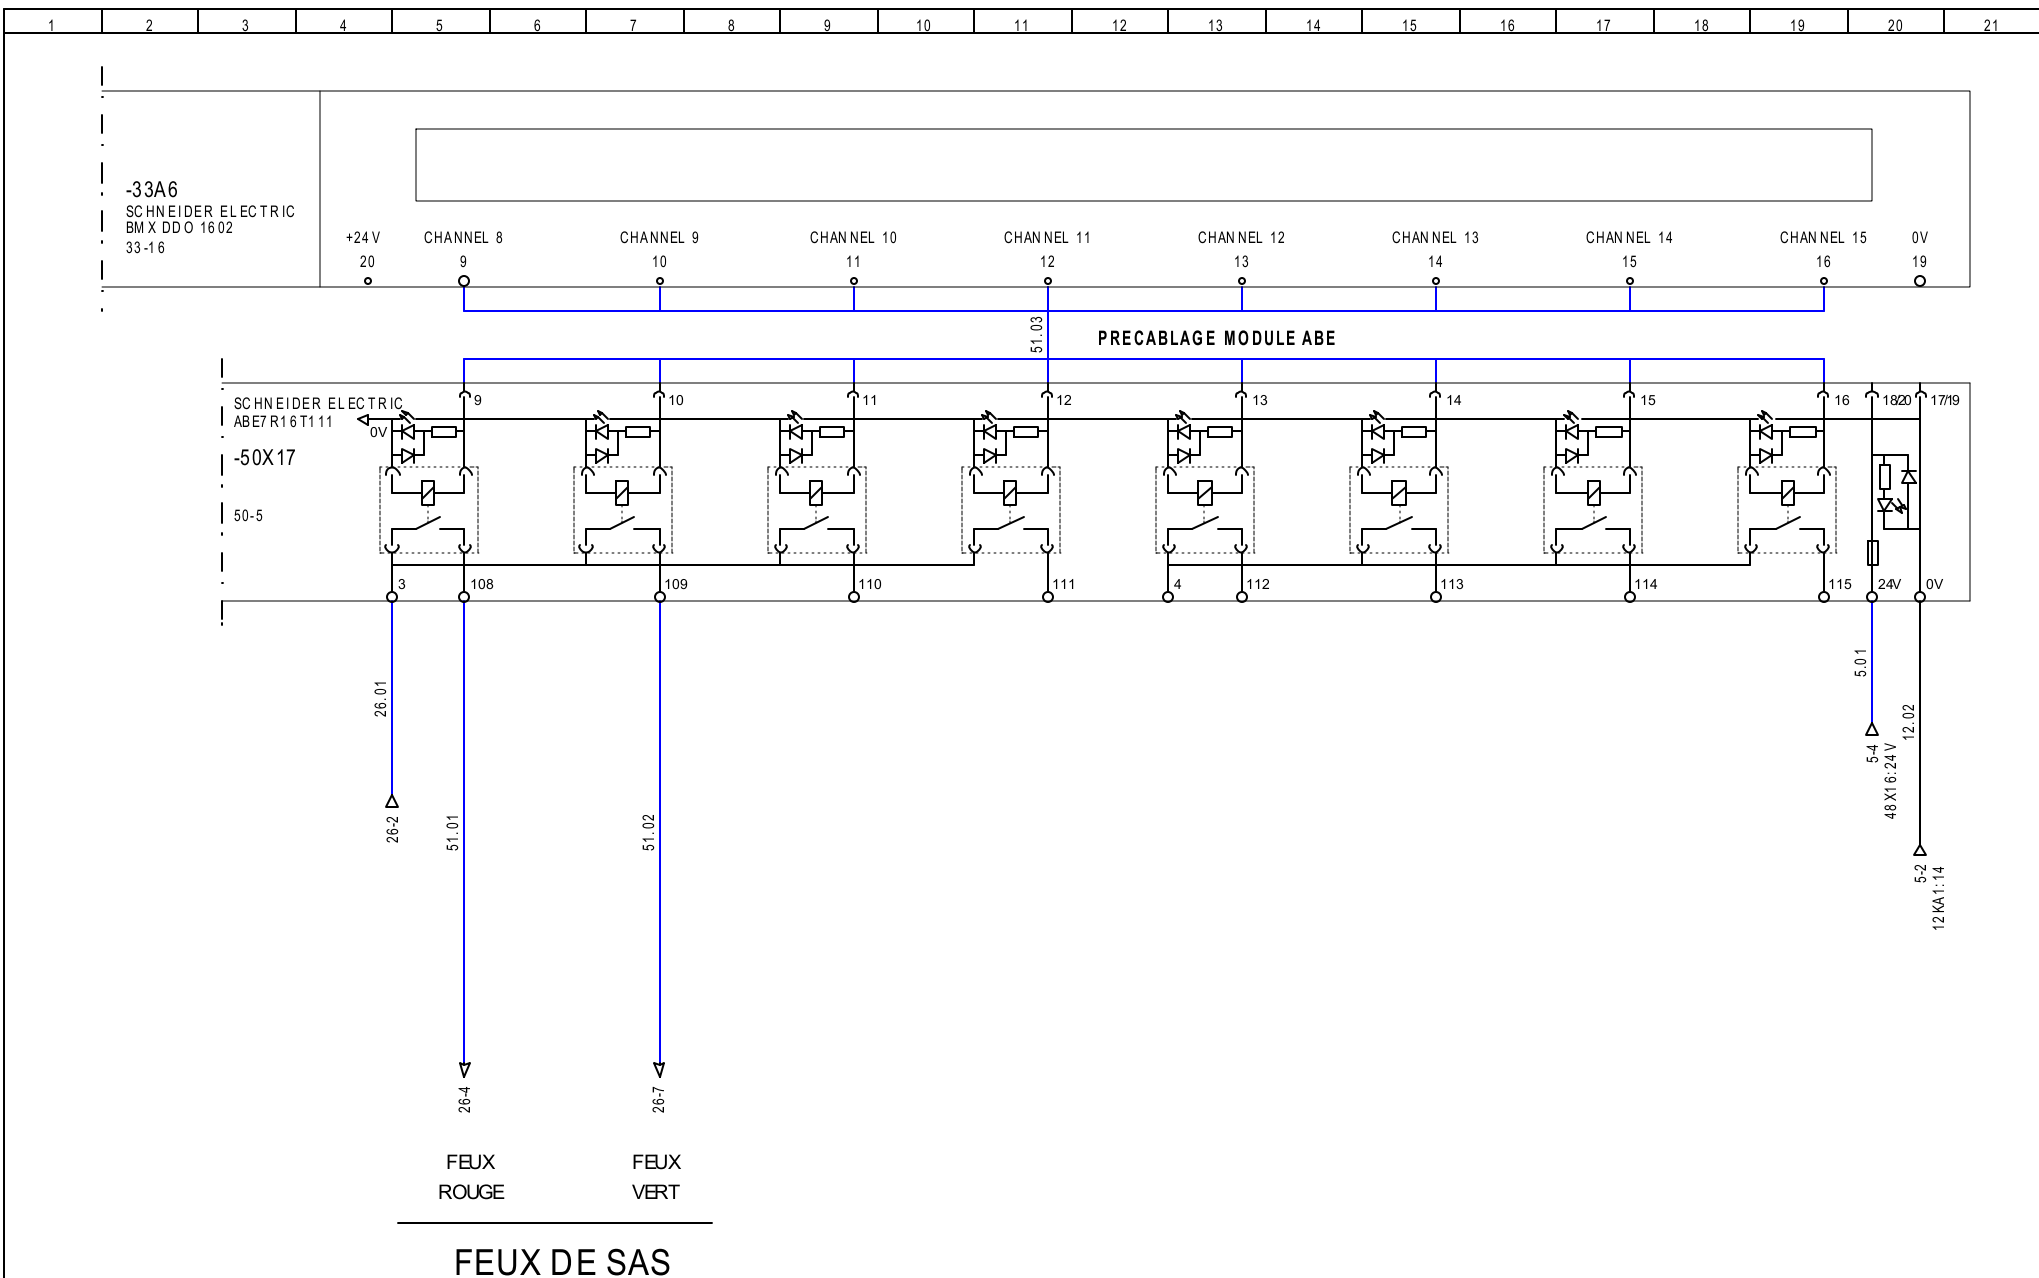 1 2 3 4 5 6 7 8 9 10 11 12 13 14 15 16 17 18 19 20 21
-33A6
SCHNEIDER ELECTRIC
BMX DDO 1602
33-16
+24V CHANNEL 8 CHANNEL 9 CHANNEL 10 CHANNEL 11 CHANNEL 12 CHANNEL 13 CHANNEL 14 CHANNEL 15 0V
20 9 10 11 12 13 14 15 16 19
51.03
PRECABLAGE MODULE ABE
SCHNEIDER ELECTRIC
ABE7R16T111
0V
-50X17
50-5
9 10 11 12 13 14 15 16 18/20 17/19
3 108 109 110 111 4 112 113 114 115 24V 0V
26.01
26-2
51.01
51.02
5.01
5-4
48X16:24V
12.02
5-2
12KA1:14
26-4
26-7
FEUX
ROUGE
FEUX
VERT
FEUX DE SAS